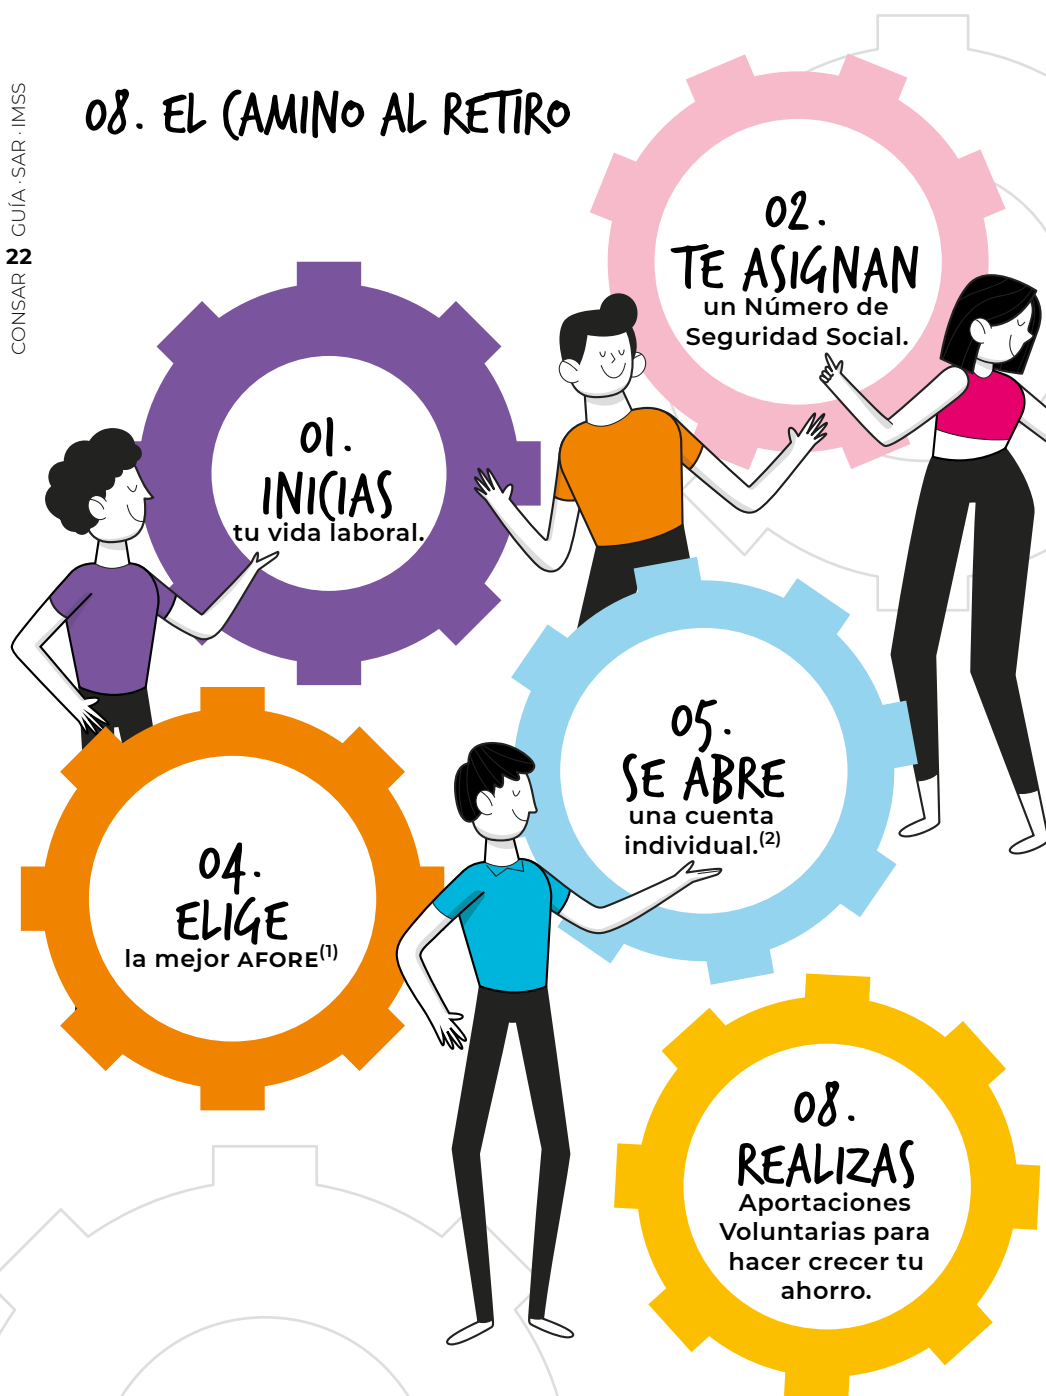 CONSAR 22 GUÍA · SAR · IMSS
08. EL CAMINO AL RETIRO
01.
INICIAS
tu vida laboral.
02.
TE ASIGNAN
un Número de
Seguridad Social.
04.
ELIGE
la mejor AFORE(1)
05.
SE ABRE
una cuenta
individual.(2)
08.
REALIZAS
Aportaciones
Voluntarias para
hacer crecer tu
ahorro.